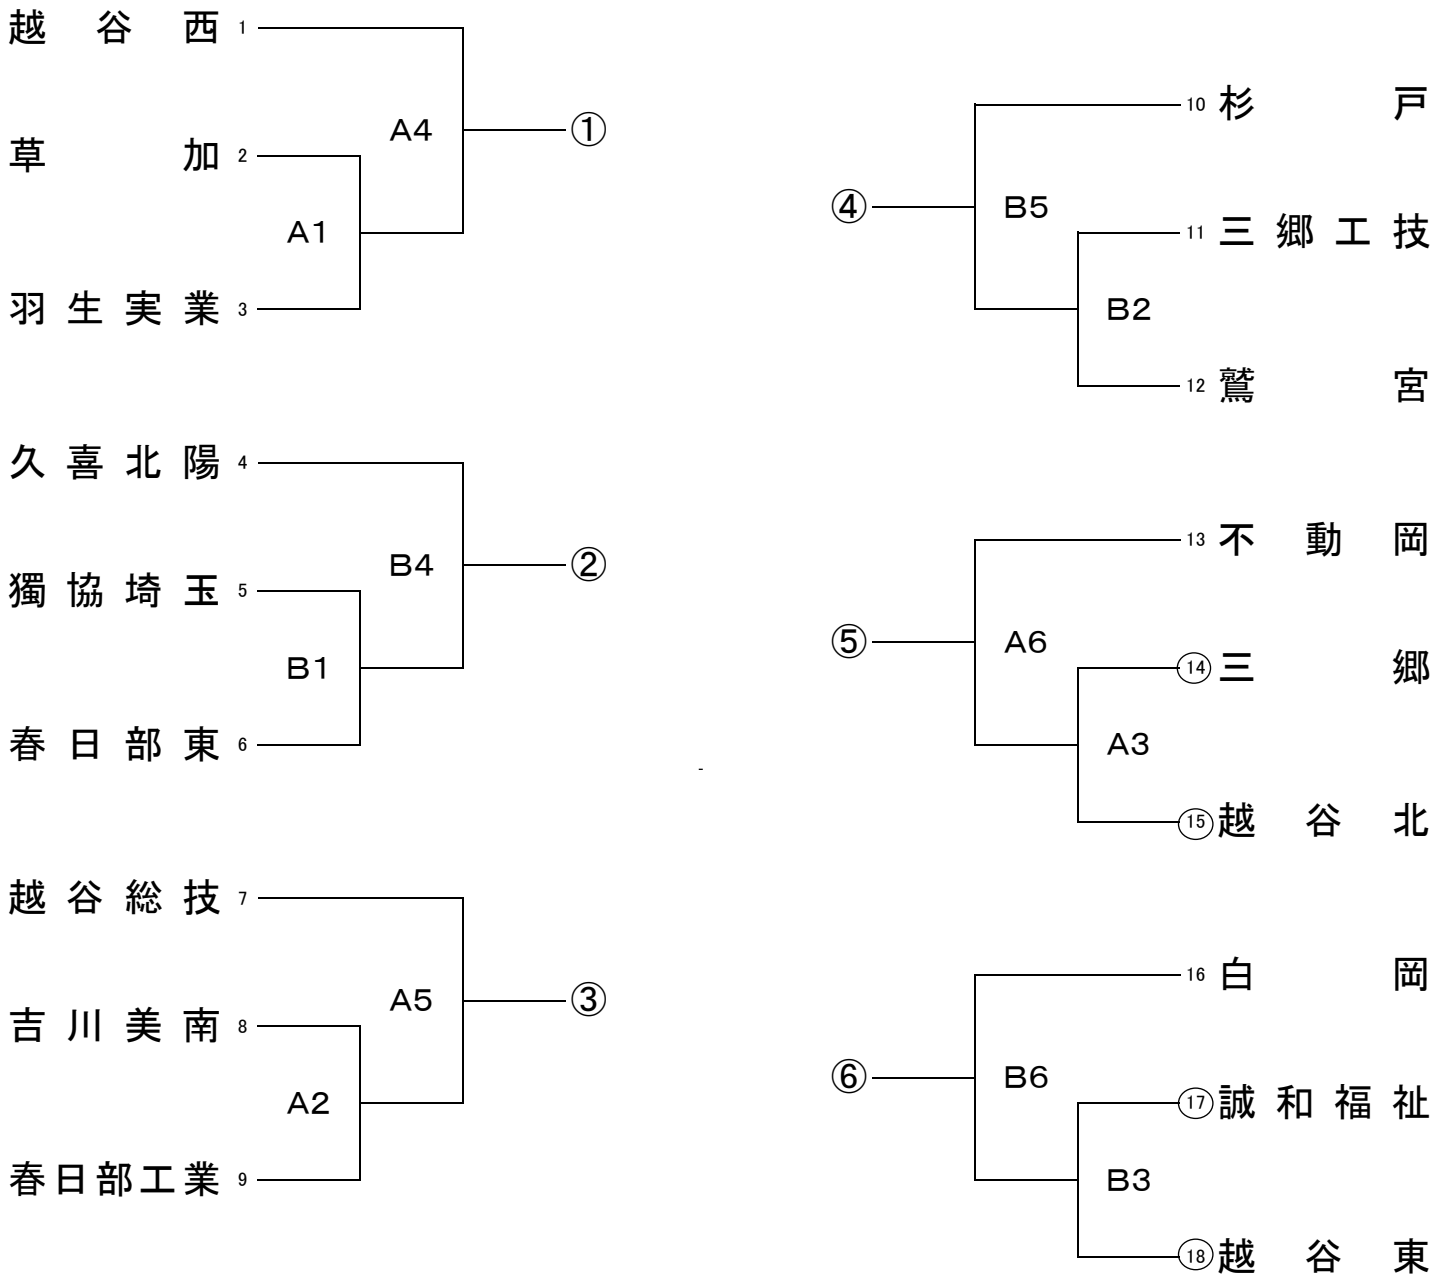 越谷西 1
A4
①
草加 2
A1
羽生実業 3
久喜北陽 4
B4
②
獨協埼玉 5
B1
春日部東 6
越谷総技 7
A5
③
吉川美南 8
A2
春日部工業 9
10 杉戸
④
B5
11 三郷工技
B2
12 鷲宮
13 不動岡
⑤
A6
⑭ 三郷
A3
⑮ 越谷北
16 白岡
⑥
B6
⑰ 誠和福祉
B3
⑱ 越谷東
-